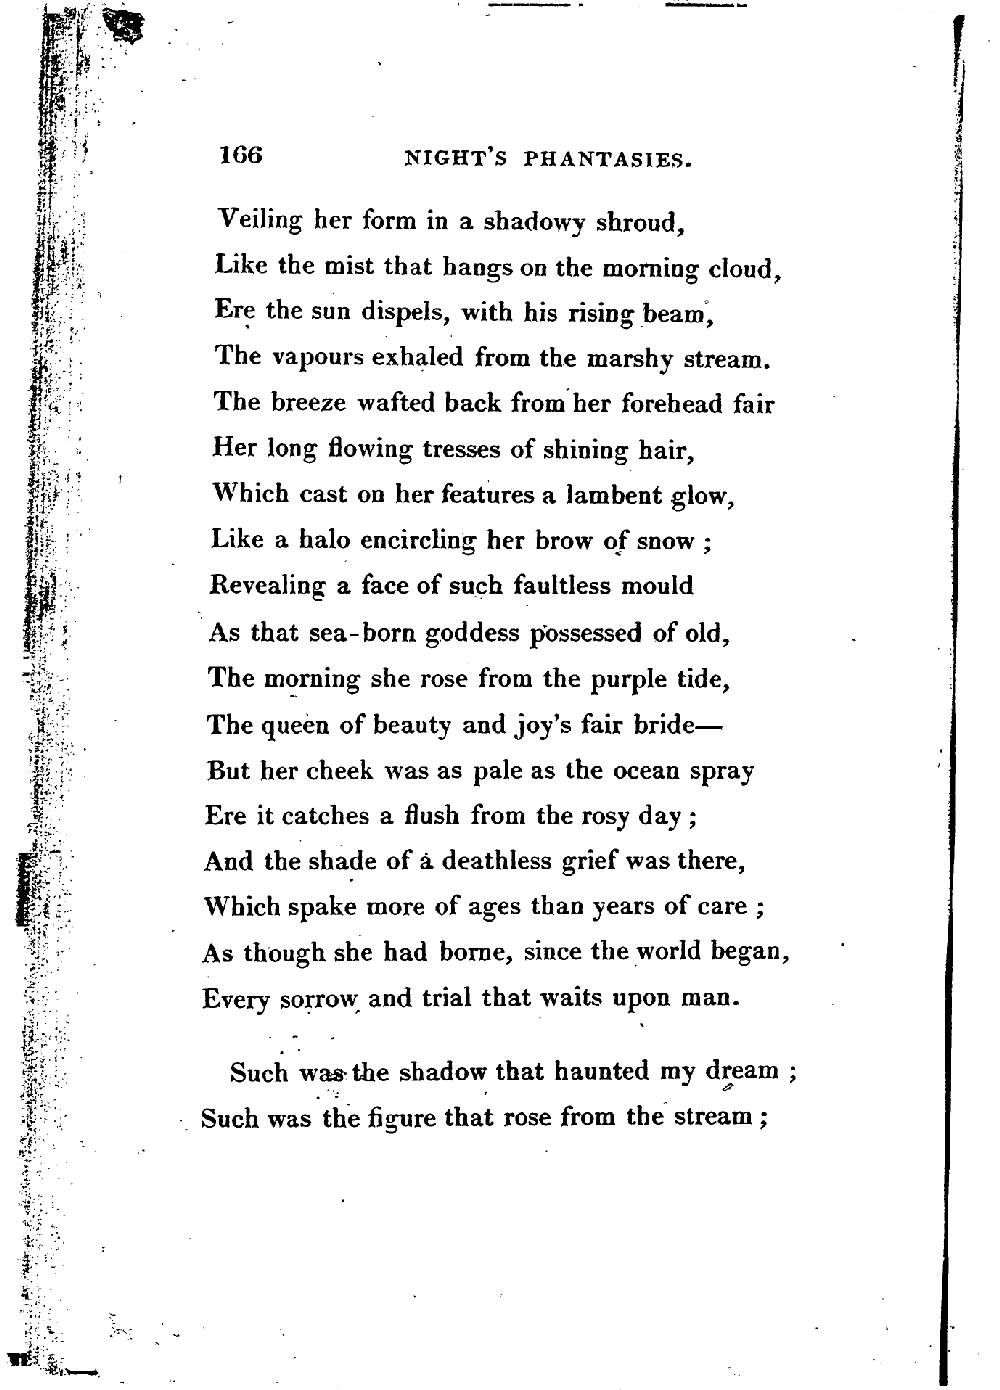 166 NIGHT'S PHANTASIES.
Veiling her form in a shadowy shroud,
Like the mist that hangs on the morning cloud,
Ere the sun dispels, with his rising beam,
The vapours exhaled from the marshy stream.
The breeze wafted back from her forehead fair
Her long flowing tresses of shining hair,
Which cast on her features a lambent glow,
Like a halo encircling her brow of snow ;
Revealing a face of such faultless mould
As that sea-born goddess possessed of old,
The morning she rose from the purple tide,
The queen of beauty and joy's fair bride—
But her cheek was as pale as the ocean spray
Ere it catches a flush from the rosy day ;
And the shade of a deathless grief was there,
Which spake more of ages than years of care ;
As though she had borne, since the world began,
Every sorrow and trial that waits upon man.
Such was the shadow that haunted my dream ;
Such was the figure that rose from the stream ;